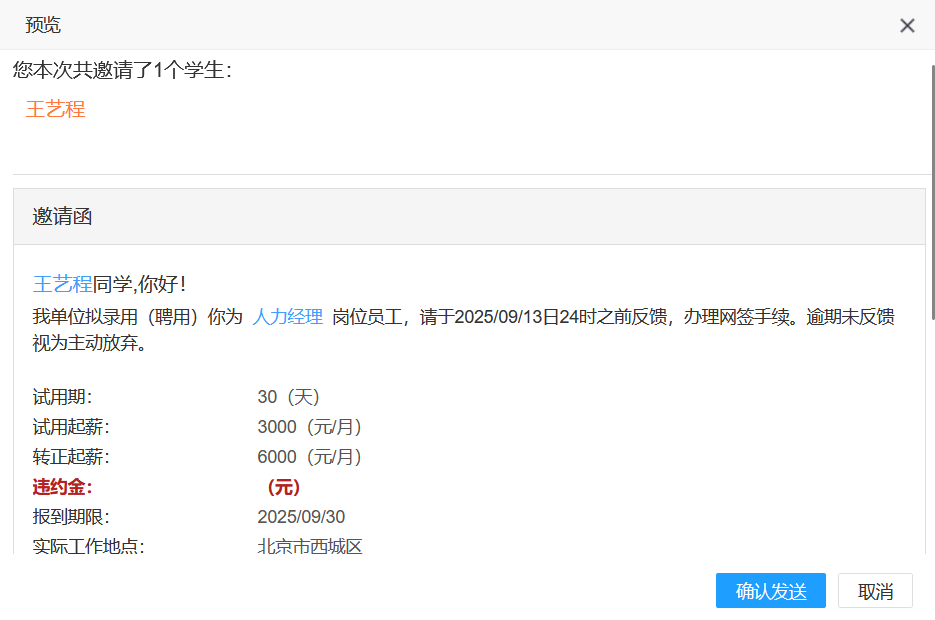 预览
您本次共邀请了1个学生：
王艺程
邀请函
王艺程同学,你好！
我单位拟录用（聘用）你为 人力经理 岗位员工，请于2025/09/13日24时之前反馈，办理网签手续。逾期未反馈
视为主动放弃。
试用期： 30（天）
试用起薪： 3000（元/月）
转正起薪： 6000（元/月）
违约金： （元）
报到期限： 2025/09/30
实际工作地点： 北京市西城区
确认发送 取消